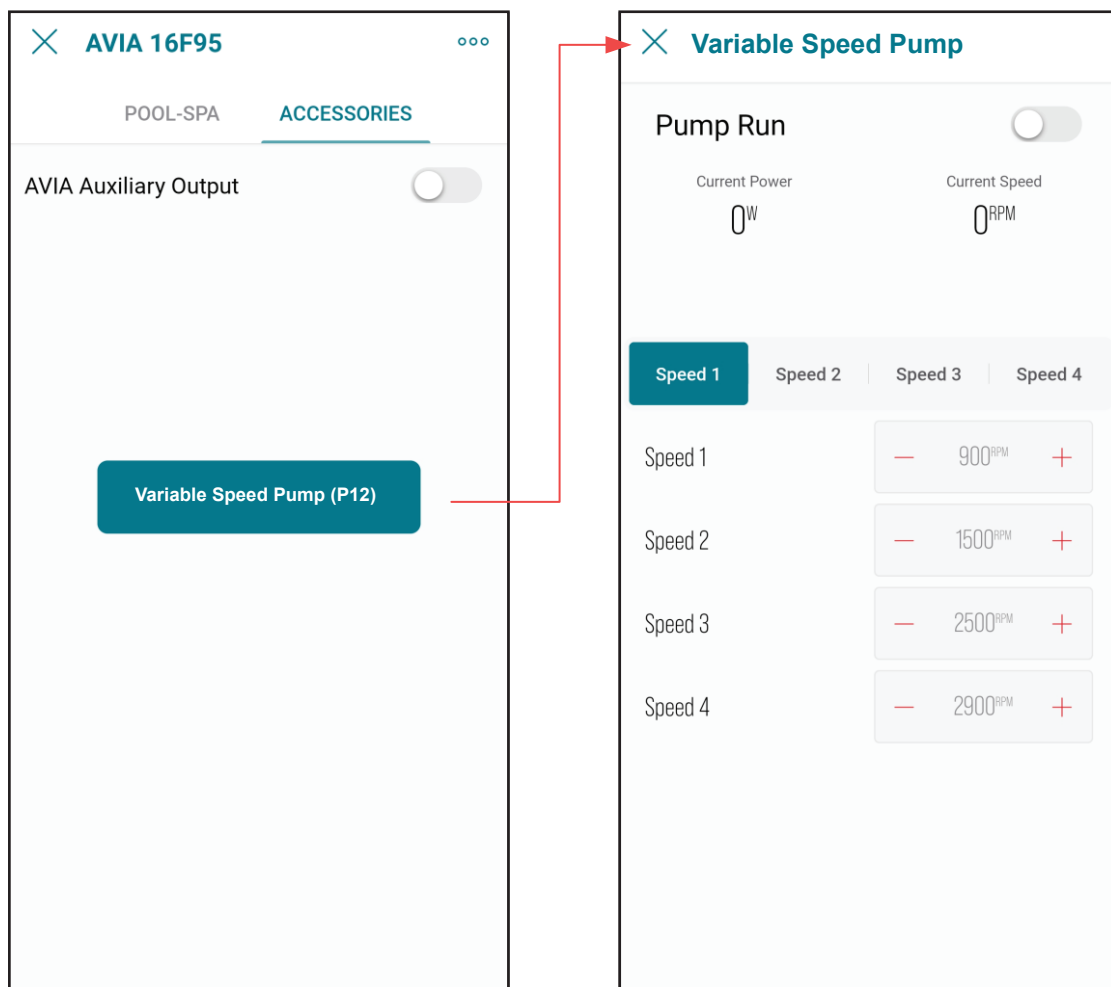 AVIA 16F95
POOL-SPA ACCESSORIES
AVIA Auxiliary Output
Variable Speed Pump (P12)
Variable Speed Pump
Pump Run
Current Power Current Speed
0W 0RPM
Speed 1 Speed 2 Speed 3 Speed 4
Speed 1 — 900RPM +
Speed 2 — 1500RPM +
Speed 3 — 2500RPM +
Speed 4 — 2900RPM +